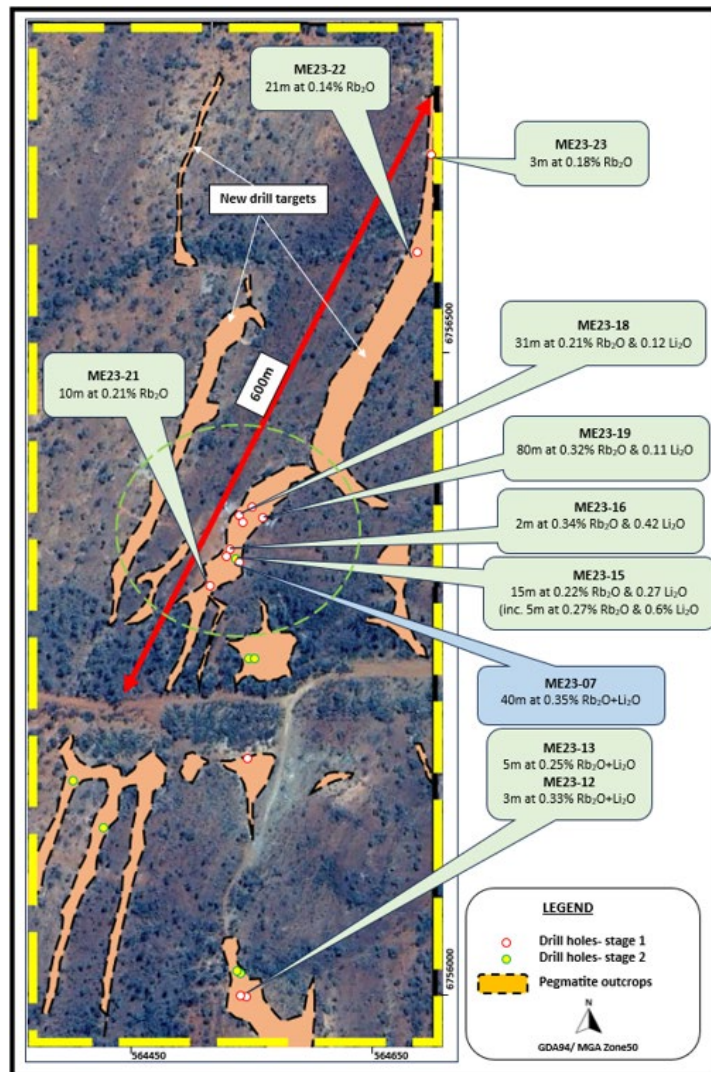 ME23-22
21m at 0.14% Rb₂O
ME23-23
3m at 0.18% Rb₂O
New drill targets
6756500
ME23-18
31m at 0.21% Rb₂O & 0.12 Li₂O
ME23-21
10m at 0.21% Rb₂O
600m
ME23-19
80m at 0.32% Rb₂O & 0.11 Li₂O
ME23-16
2m at 0.34% Rb₂O & 0.42 Li₂O
ME23-15
15m at 0.22% Rb₂O & 0.27 Li₂O
(inc. 5m at 0.27% Rb₂O & 0.6% Li₂O
ME23-07
40m at 0.35% Rb₂O+Li₂O
ME23-13
5m at 0.25% Rb₂O+Li₂O
ME23-12
3m at 0.33% Rb₂O+Li₂O
LEGEND
Drill holes- stage 1
Drill holes- stage 2
Pegmatite outcrops
N
GDA94/ MGA Zone50
6756000
564450
564650